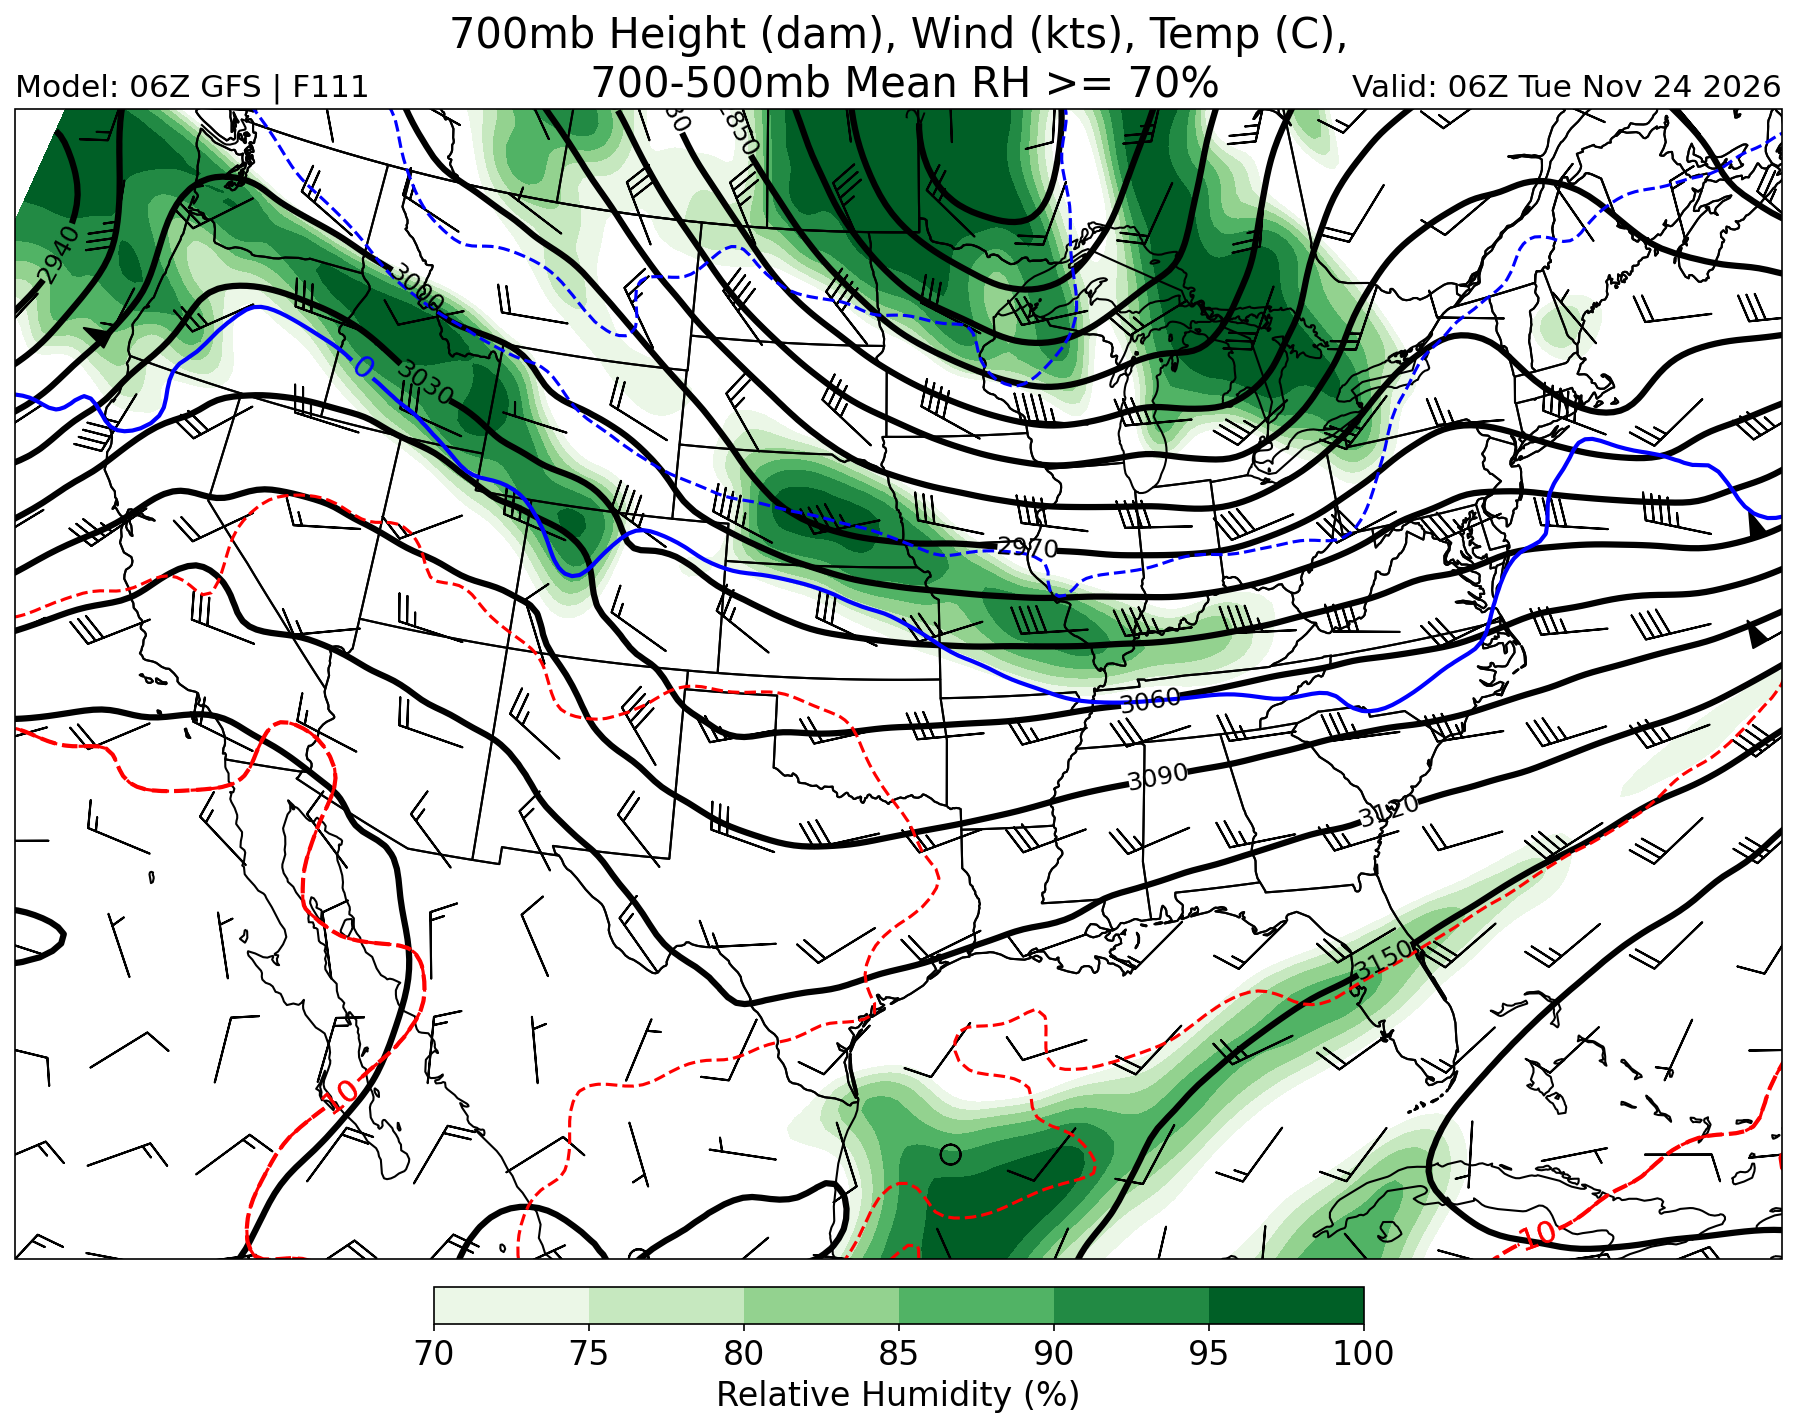 700mb Height (dam), Wind (kts), Temp (C),
Model: 06Z GFS | F111
700-500mb Mean RH >= 70%
Valid: 06Z Tue Nov 24 2026
2850
2940
3000
0
3030
2970
3060
3090
3120
3150
10
10
70 75 80 85 90 95 100
Relative Humidity (%)